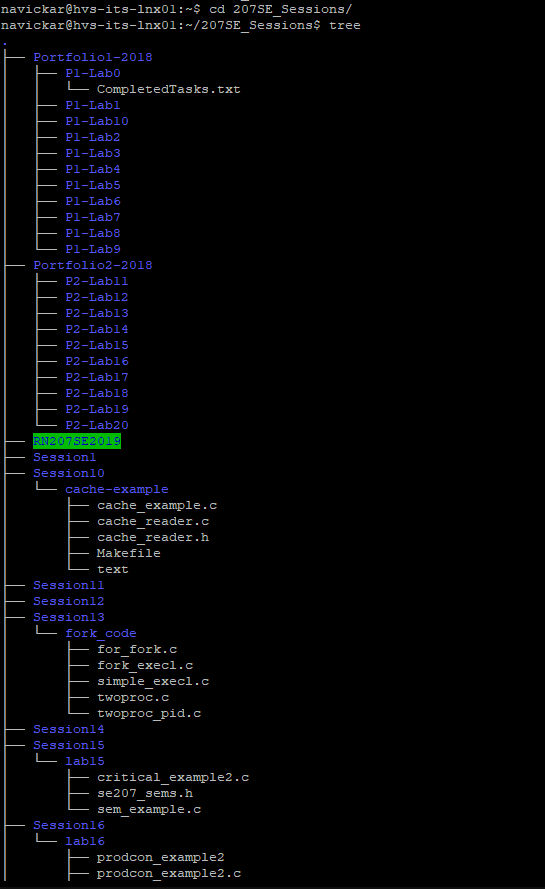 navickar@hvs-its-lnx01:~$ cd 207SE_Sessions/
navickar@hvs-its-lnx01:~/207SE_Sessions$ tree
.
├── Portfolio1-2018
│   ├── P1-Lab0
│   │   └── CompletedTasks.txt
│   ├── P1-Lab1
│   ├── P1-Lab10
│   ├── P1-Lab2
│   ├── P1-Lab3
│   ├── P1-Lab4
│   ├── P1-Lab5
│   ├── P1-Lab6
│   ├── P1-Lab7
│   ├── P1-Lab8
│   └── P1-Lab9
├── Portfolio2-2018
│   ├── P2-Lab11
│   ├── P2-Lab12
│   ├── P2-Lab13
│   ├── P2-Lab14
│   ├── P2-Lab15
│   ├── P2-Lab16
│   ├── P2-Lab17
│   ├── P2-Lab18
│   ├── P2-Lab19
│   └── P2-Lab20
├── RN207SE2019
├── Session1
├── Session10
│   └── cache-example
│       ├── cache_example.c
│       ├── cache_reader.c
│       ├── cache_reader.h
│       ├── Makefile
│       └── text
├── Session11
├── Session12
├── Session13
│   └── fork_code
│       ├── for_fork.c
│       ├── fork_execl.c
│       ├── simple_execl.c
│       ├── twoproc.c
│       └── twoproc_pid.c
├── Session14
├── Session15
│   └── lab15
│       ├── critical_example2.c
│       ├── se207_sems.h
│       └── sem_example.c
├── Session16
│   └── lab16
│       ├── prodcon_example2
│       ├── prodcon_example2.c